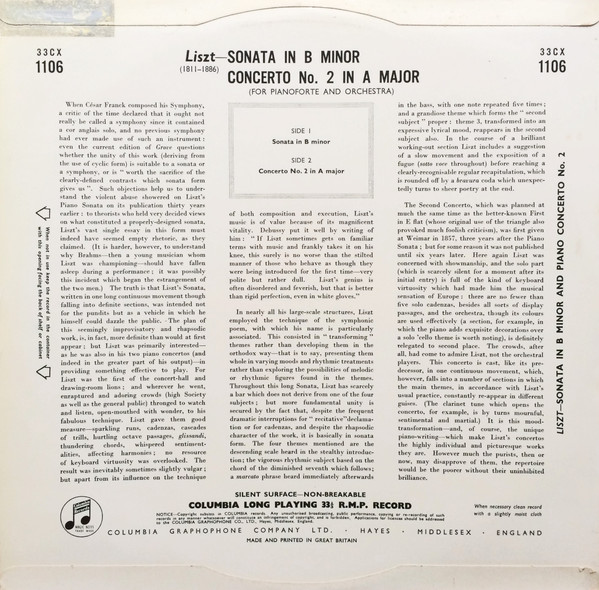 33CX
1106
Liszt—SONATA IN B MINOR
(1811-1886)
CONCERTO No. 2 IN A MAJOR
(FOR PIANOFORTE AND ORCHESTRA)
33CX
1106
SIDE 1
Sonata in B minor
SIDE 2
Concerto No. 2 in A major
When César Franck composed his Symphony,
a critic of the time declared that it ought not
really be called a symphony since it contained
a cor anglais solo, and no previous symphony
had ever made use of such an instrument:
even the current edition of Grove questions
whether the unity of this work (deriving from
the use of cyclic form) is suitable to a sonata or
a symphony, or is "worth the sacrifice of the
clearly-defined contrasts which sonata form
gives us". Such objections help us to under-
stand the violent abuse showered on Liszt's
Piano Sonata on its publication thirty years
earlier: to theorists who held very decided views
on what constituted a properly-designed sonata,
Liszt's vast single essay in this form must
indeed have seemed empty rhetoric, as they
claimed. (It is harder, however, to understand
why Brahms—then a young musician whom
Liszt was championing—should have fallen
asleep during a performance; it was possibly
this incident which began the estrangement of
the two men.) The truth is that Liszt's Sonata,
written in one long continuous movement though
falling into definite sections, was intended not
for the pundits but as a vehicle in which he
himself could dazzle the public. The plan of
this seemingly improvisatory and rhapsodic
work, is, in fact, more definite than would at first
appear; but Liszt was primarily interested—
as he was also in his two piano concertos (and
indeed in the greater part of his output)—in
providing something effective to play. For
Liszt was the first of the concert-hall and
drawing-room lions; and wherever he went,
enraptured and adoring crowds (high Society
as well as the general public) thronged to watch
and listen, open-mouthed with wonder, to his
fabulous technique. Liszt gave them good
measure—sparkling runs, cadenzas, cascades
of trills, hurtling octave passages, glissandi,
thundering chords, whispered sentiment-
alities, affecting harmonies; no resource
of keyboard virtuosity was overlooked. The
result was inevitably sometimes slightly vulgar;
but apart from its influence on the technique
of both composition and execution, Liszt's
music is of value because of its magnificent
vitality. Debussy put it well by writing of
him: "If Liszt sometimes gets on familiar
terms with music and frankly takes it on his
knee, this surely is no worse than the stilted
manner of those who behave as though they
were being introduced for the first time—very
polite but rather dull. Liszt's genius is
often disordered and feverish, but that is better
than rigid perfection, even in white gloves."
In nearly all his large-scale structures, Liszt
employed the technique of the symphonic
poem, with which his name is particularly
associated. This consisted in "transforming"
themes rather than developing them in the
orthodox way—that is to say, presenting them
whole in varying moods and rhythmic treatments
rather than exploring the possibilities of melodic
or rhythmic figures found in the themes.
Throughout this long Sonata, Liszt has scarcely
a bar which does not derive from one of the four
subjects; but more fundamental unity is
secured by the fact that, despite the frequent
dramatic interruptions for "recitative"declama-
tion or for cadenzas, and despite the rhapsodic
character of the work, it is basically in sonata
form. The four themes mentioned are the
descending scale heard in the stealthy introduc-
tion; the vigorous rhythmic subject based on the
chord of the diminished seventh which follows;
a murmate phrase heard immediately afterwards
in the bass, with one note repeated five times;
and a grandiose theme which forms the "second
subject" proper: theme 3, transformed into an
expressive lyrical mood, reappears in the second
subject also. In the course of a brilliant
working-out section Liszt includes a suggestion
of a slow movement and the exposition of a
fugue (sotto voce throughout) before reaching a
clearly-recognisable regular recapitulation, which
is rounded off by a bravura coda which unexpec-
tedly turns to sheer poetry at the end.
The Second Concerto, which was planned at
much the same time as the better-known First
in E flat (whose original use of the triangle also
provoked much foolish criticism), was first given
at Weimar in 1857, three years after the Piano
Sonata; but for some reason it was not published
until six years later. Here again Liszt was
concerned with showmanship, and the solo part
(which is scarcely silent for a moment after its
initial entry) is full of the kind of keyboard
virtuosity which had made him the musical
sensation of Europe: there are no fewer than
five solo cadenzas, besides all sorts of display
passages, and the orchestra, though its colours
are used effectively (a section, for example, in
which the piano adds exquisite decorations over
a solo 'cello theme is worth noting), is definitely
relegated to second place. The crowds, after
all, had come to admire Liszt, not the orchestral
players. This concerto is cast, like its pre-
decessor, in one continuous movement, which,
however, falls into a number of sections in which
the main themes, in accordance with Liszt's
usual practice, constantly re-appear in different
guises. (The clarinet tune which opens the
concerto, for example, is by turns mournful,
sentimental and martial.) It is this mood-
transformation—and, of course, the unique
piano-writing—which make Liszt's concertos
the highly individual and picturesque works
they are. However much the purists, then or
now, may disapprove of them, the repertoire
would be the poorer without their uninhibited
brilliance.
When not in use keep the record in the container
with this opening facing the base of shelf or cabinet
LISZT—SONATA IN B MINOR AND PIANO CONCERTO No. 2
SILENT SURFACE—NON-BREAKABLE
COLUMBIA LONG PLAYING 33⅓ R.M.P. RECORD
When necessary clean record
with a slightly moist cloth
COLUMBIA GRAPHOPHONE COMPANY LTD. · HAYES · MIDDLESEX · ENGLAND
MADE AND PRINTED IN GREAT BRITAIN